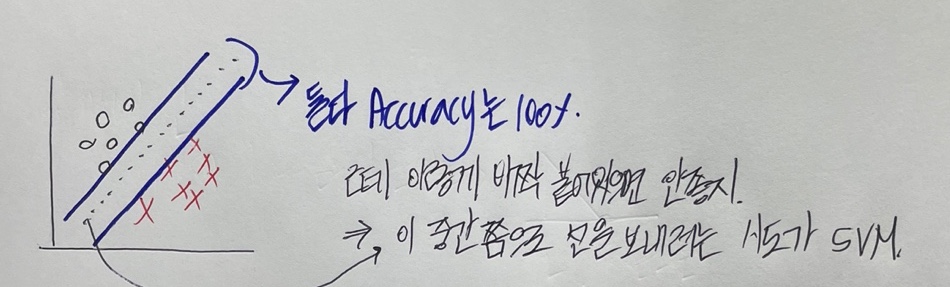 둘다 Accuracy는 100%.
근데 이렇게 바짝 붙어있으면 안좋지.
⇒ 이 중간쯤으로 선을 보내려는 시도가 SVM.